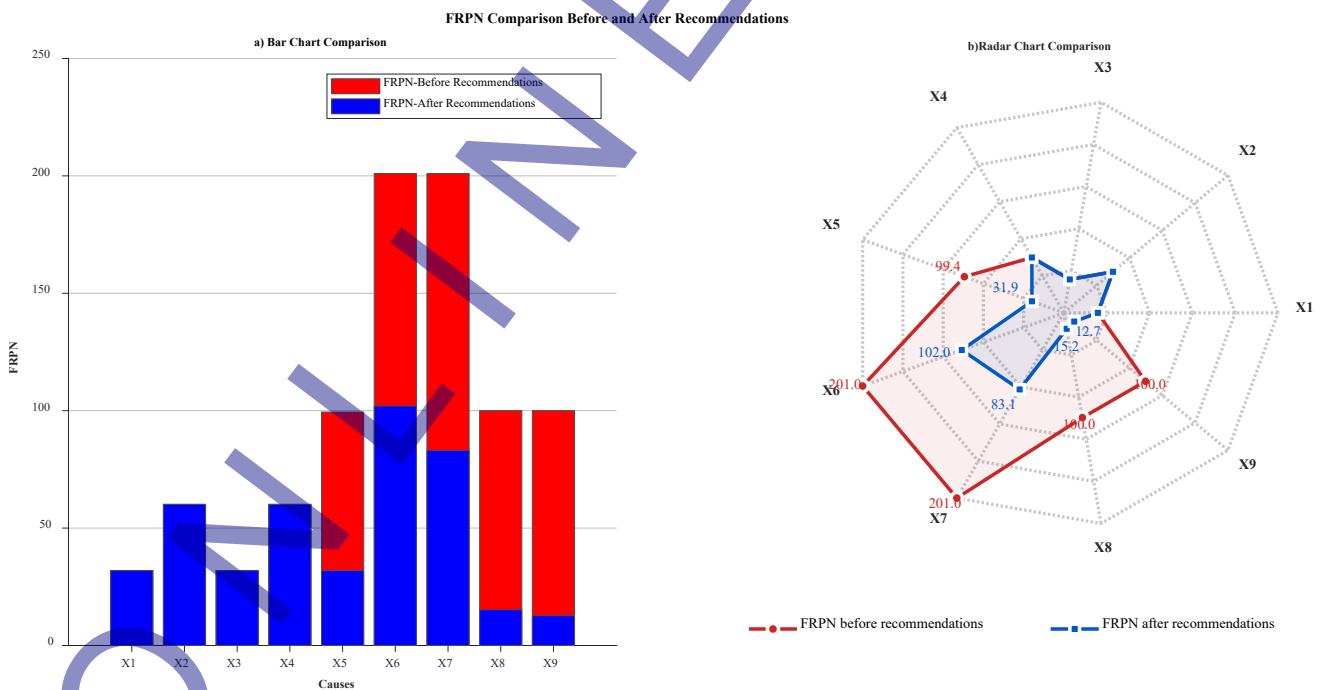 FRPN Comparison Before and After Recommendations
a) Bar Chart Comparison
FRPN-Before Recommendations
FRPN-After Recommendations
250
200
150
100
50
0
FRPN
X1 X2 X3 X4 X5 X6 X7 X8 X9
Causes
b)Radar Chart Comparison
X3
X4
X2
X5
99.4
31.9
X1
12.7
15.2
102.0
X6
201.0
100.0
83.1
100.0
X9
201.0
X7
X8
FRPN before recommendations
FRPN after recommendations